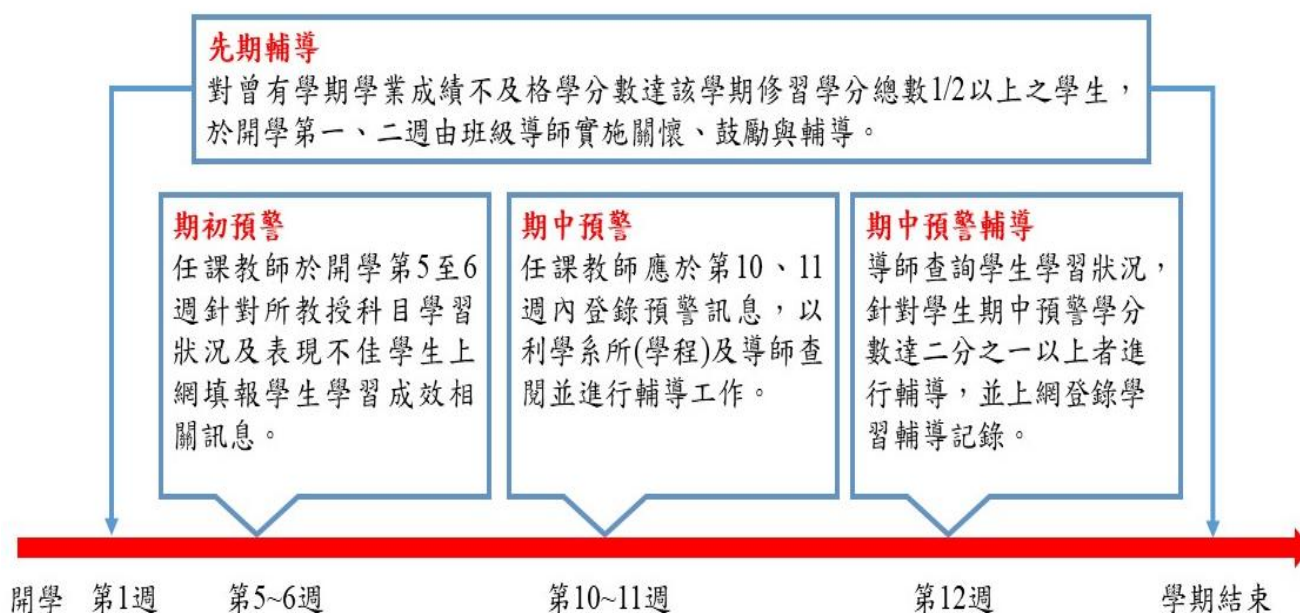 先期輔導
對曾有學期學業成績不及格學分數達該學期修習學分總數1/2以上之學生，
於開學第一、二週由班級導師實施關懷、鼓勵與輔導。
期初預警
任課教師於開學第5至6
週針對所教授科目學習
狀況及表現不佳學生上
網填報學生學習成效相
關訊息。
期中預警
任課教師應於第10、11
週內登錄預警訊息，以
利學系所(學程)及導師查
閱並進行輔導工作。
期中預警輔導
導師查詢學生學習狀況，
針對學生期中預警學分
數達二分之一以上者進
行輔導，並上網登錄學
習輔導記錄。
開學 第1週 第5~6週 第10~11週 第12週 學期結束